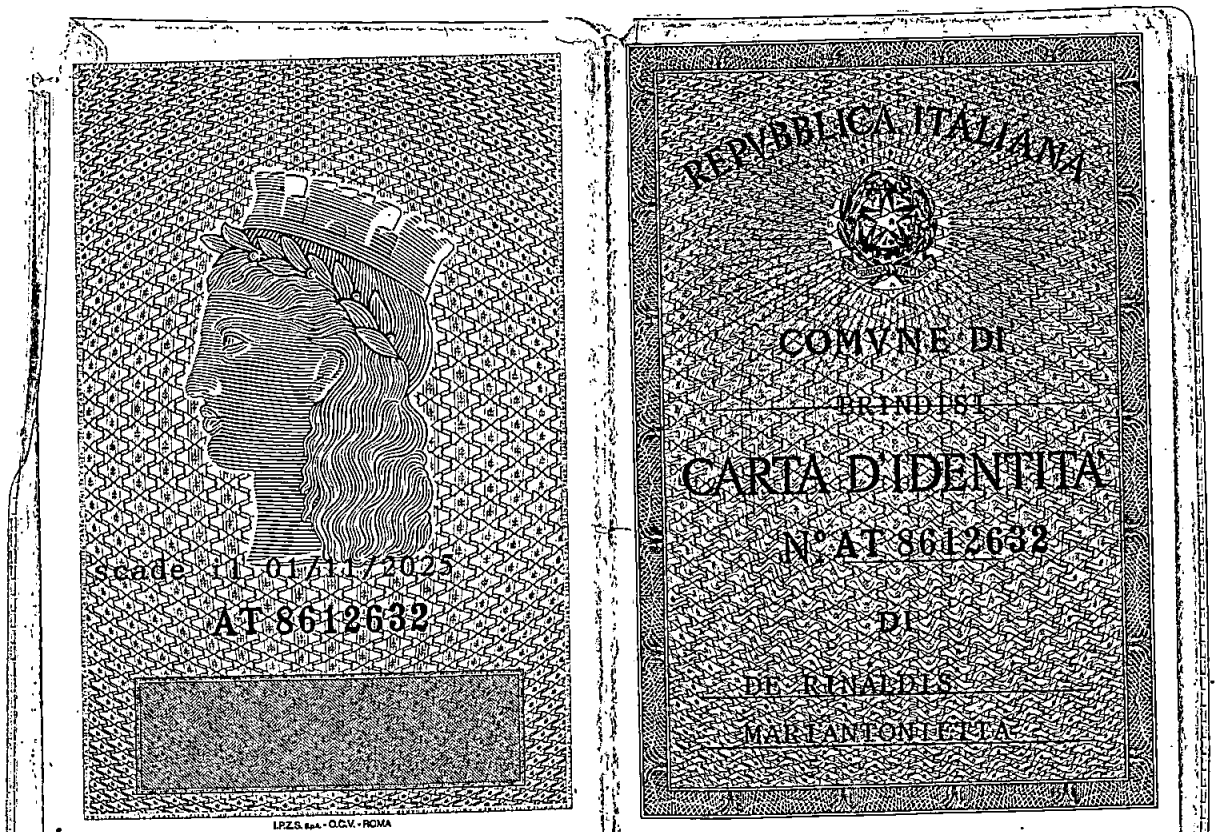 scade il 01/11/2025
AT 8612632
I.P.Z.S. s.p.a. - O.C.V. - ROMA
REPVBBLICA ITALIANA
COMVNE DI
BRINDISI
CARTA D'IDENTITA'
N° AT 8612632
DI
DE RINALDIS
MARIANTONIETTA